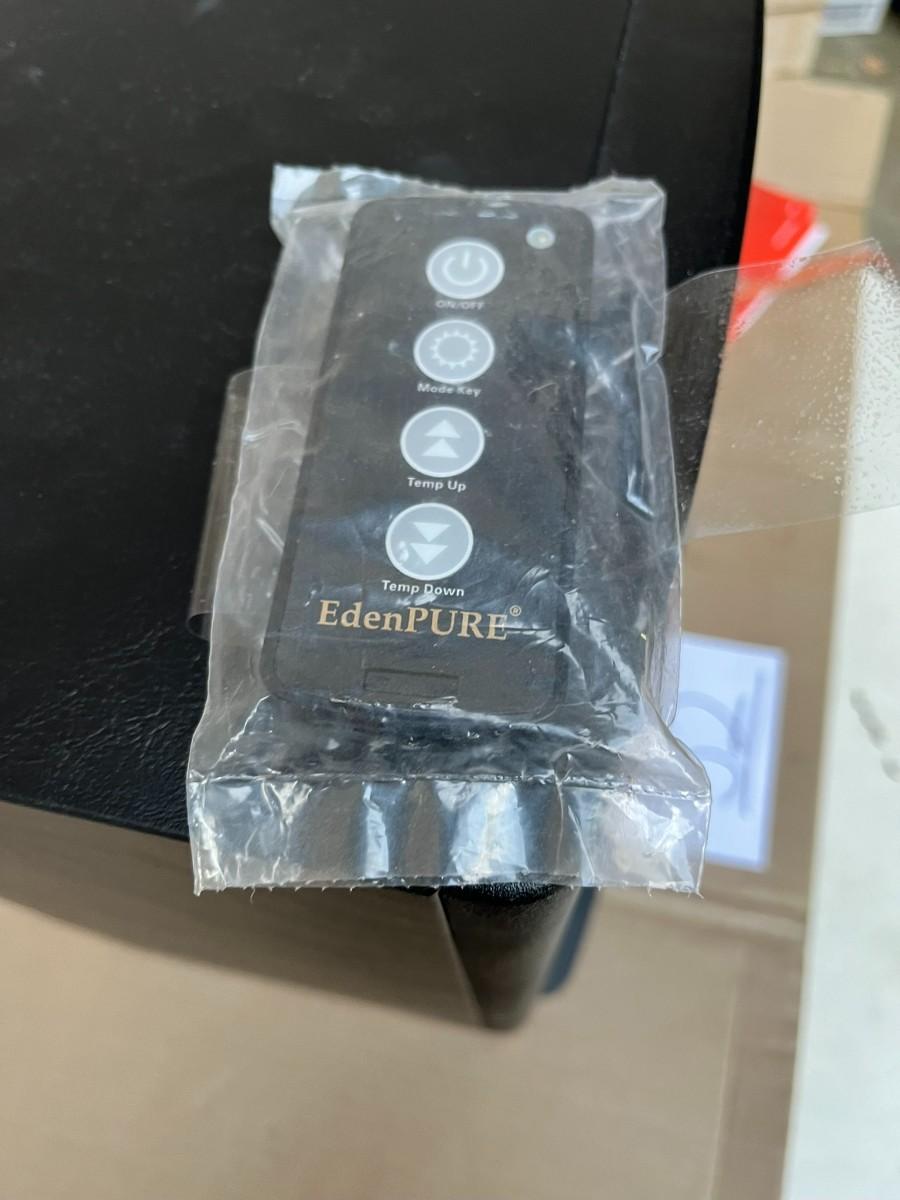 ON/OFF
Mode Key
Temp Up
Temp Down
EdenPURE®